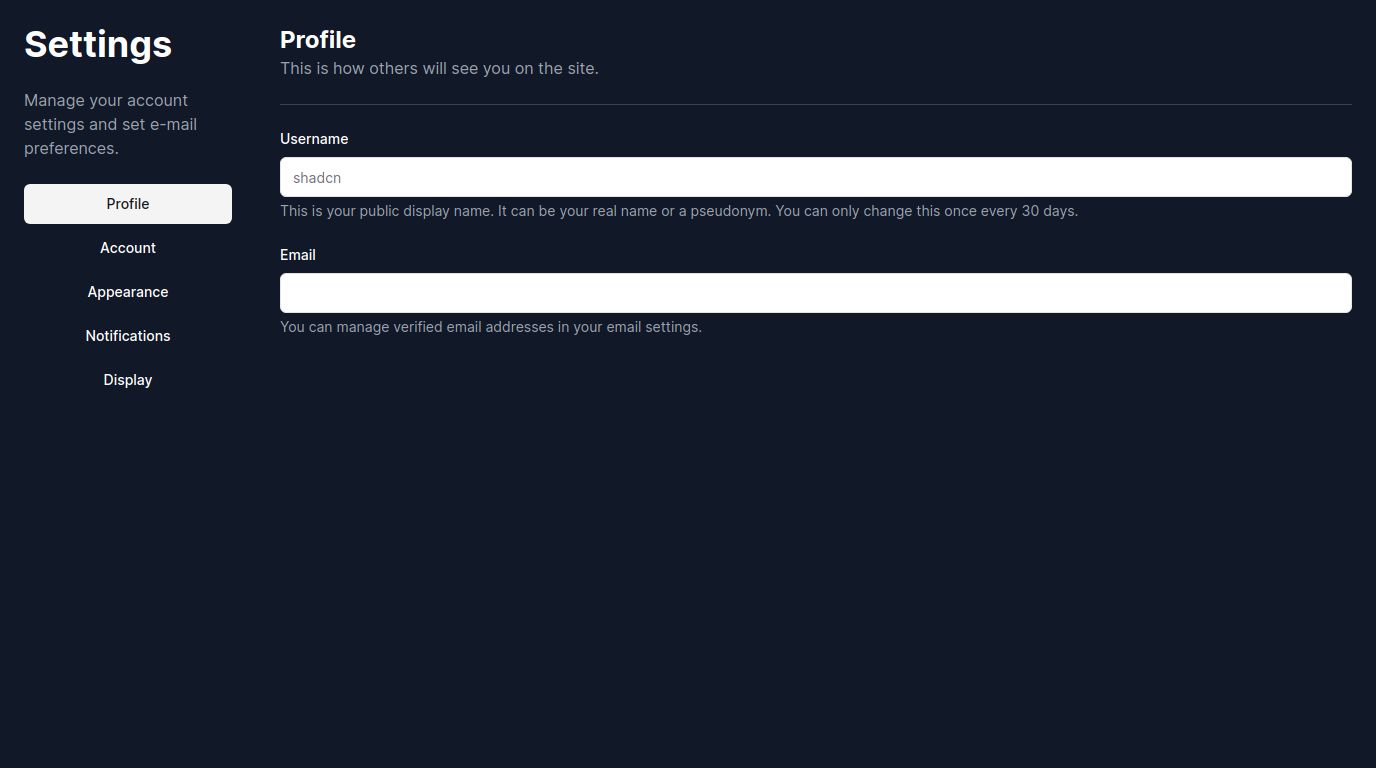 Settings
Manage your account
settings and set e-mail
preferences.
Profile
Account
Appearance
Notifications
Display
Profile
This is how others will see you on the site.
Username
shadcn
This is your public display name. It can be your real name or a pseudonym. You can only change this once every 30 days.
Email
You can manage verified email addresses in your email settings.